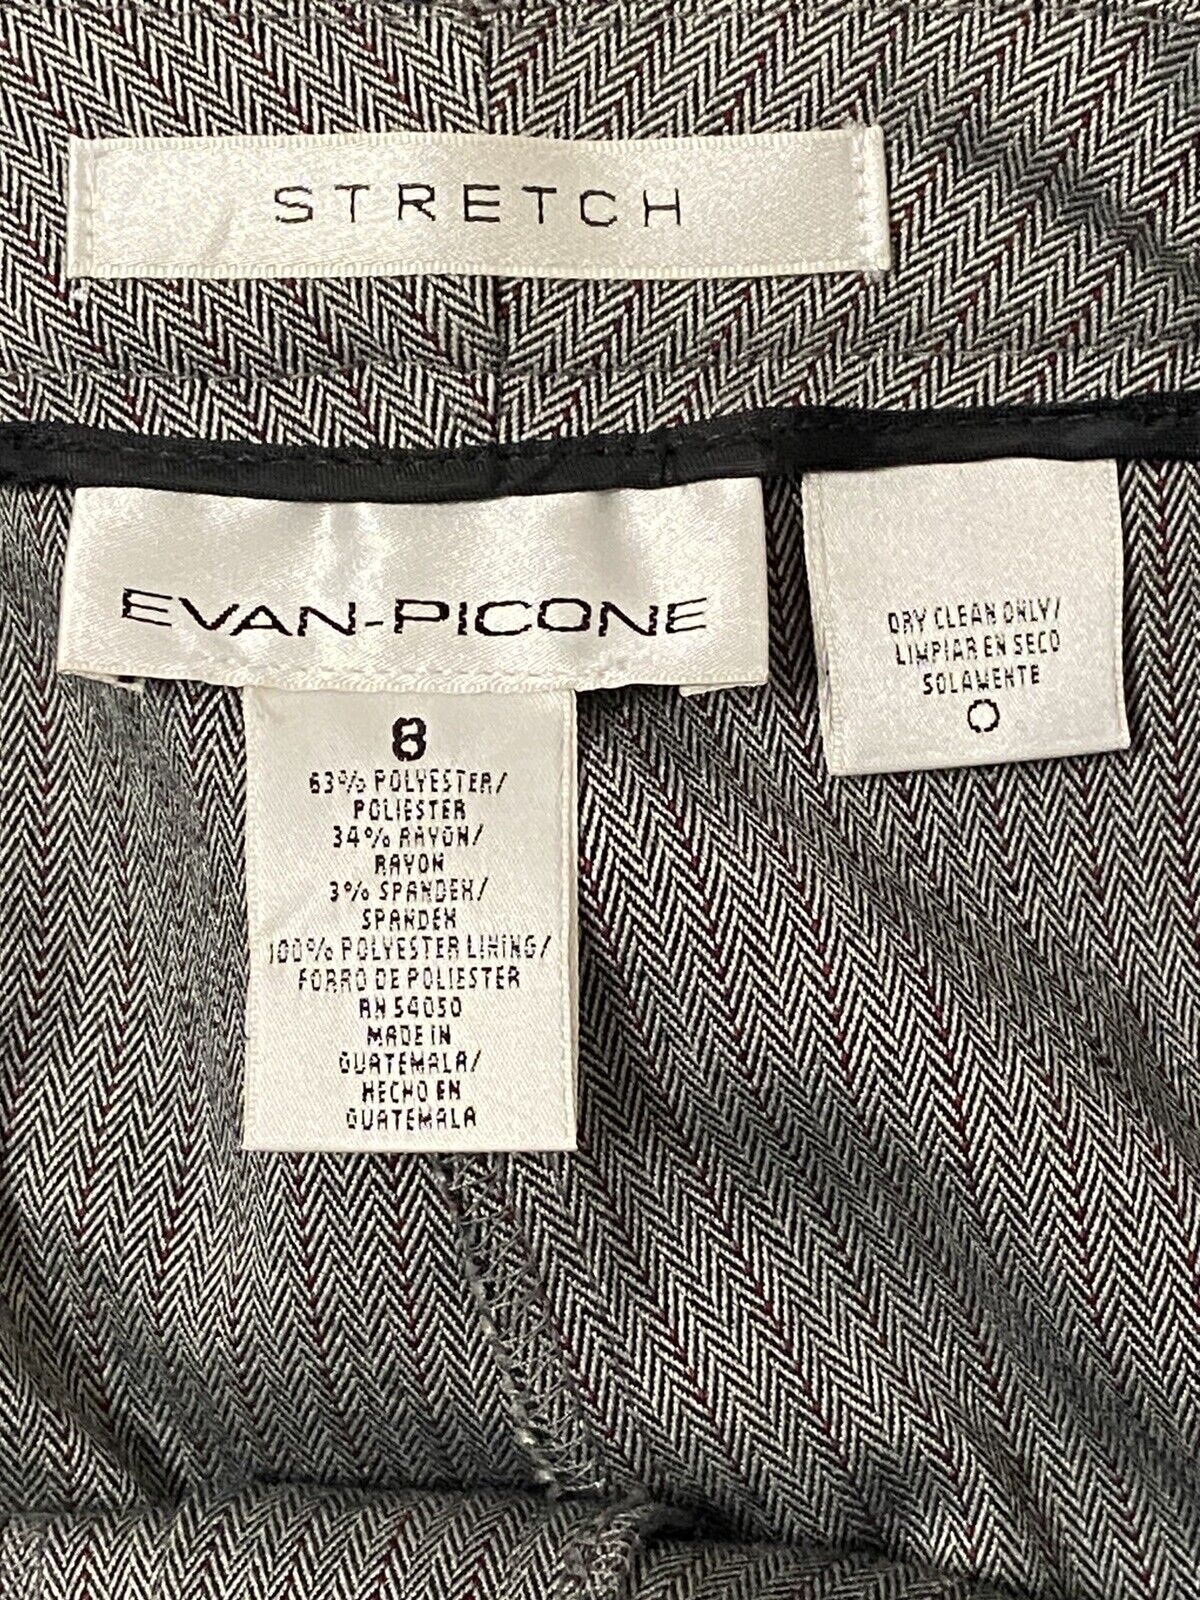 STRETCH
EVAN-PICONE
8
63% POLYESTER/
POLIESTER
34% RAYON/
RAYON
3% SPANDEX/
SPANDEX
100% POLYESTER LINING/
FORRO DE POLIESTER
RN 54050
MADE IN
GUATEMALA/
HECHO EN
GUATEMALA
DRY CLEAN ONLY/
LIMPIAR EN SECO
SOLAMENTE